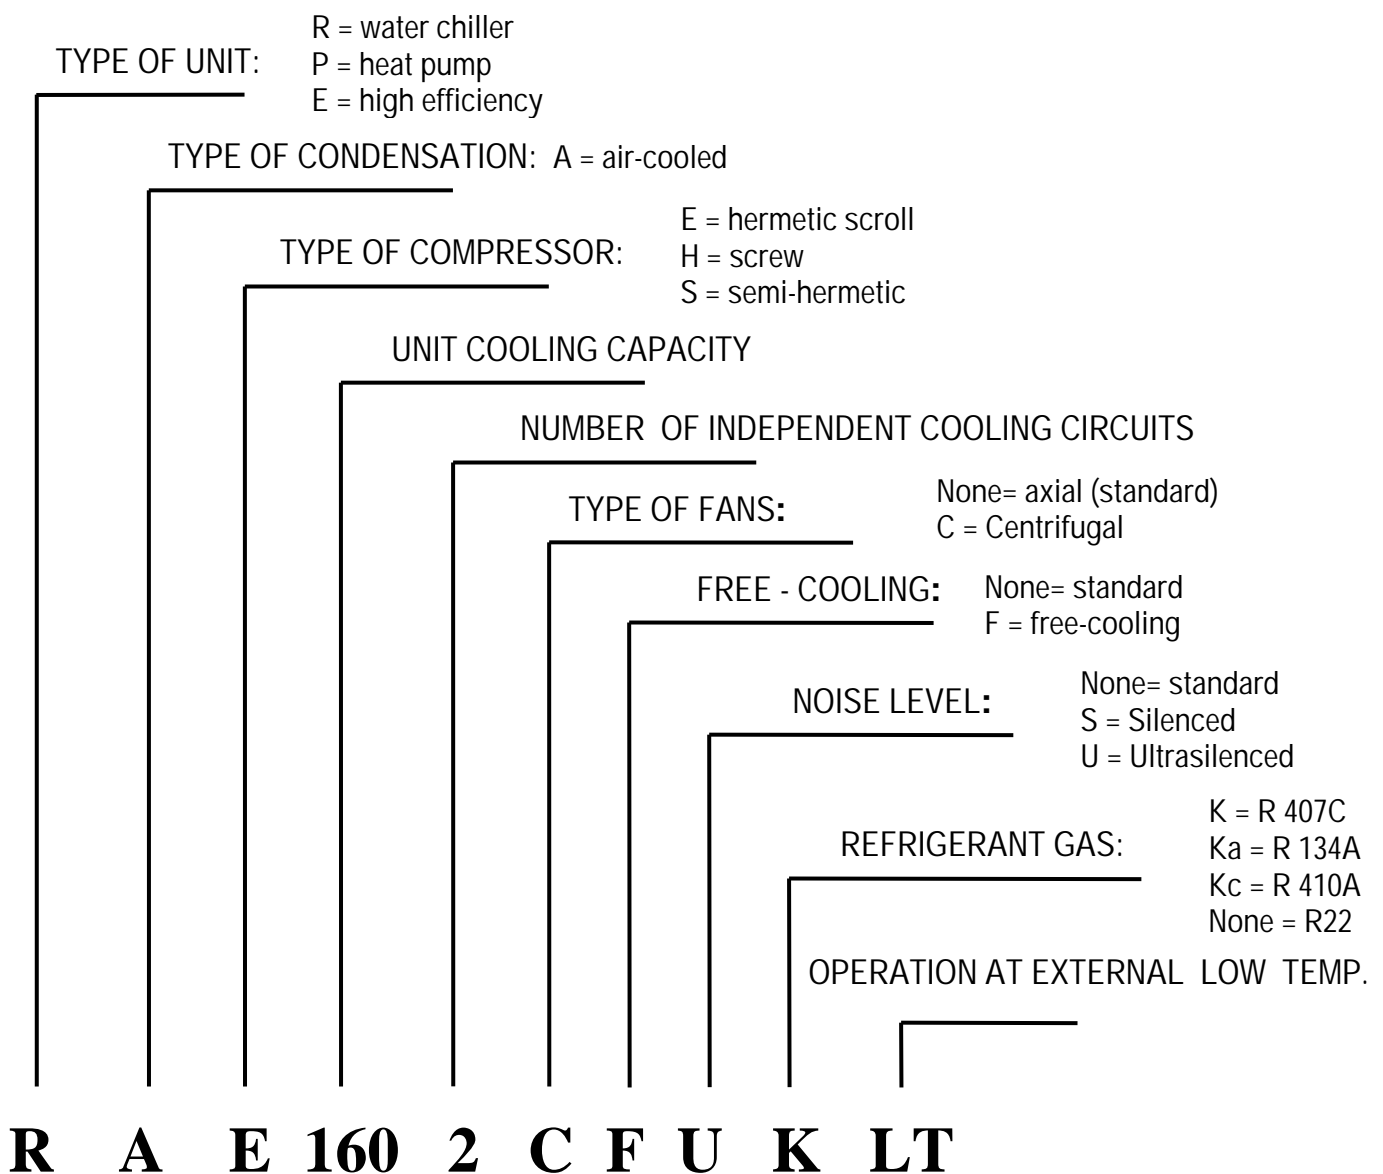 R = water chiller
TYPE OF UNIT: P = heat pump
E = high efficiency
TYPE OF CONDENSATION: A = air-cooled
E = hermetic scroll
TYPE OF COMPRESSOR: H = screw
S = semi-hermetic
UNIT COOLING CAPACITY
NUMBER OF INDEPENDENT COOLING CIRCUITS
None= axial (standard)
TYPE OF FANS: C = Centrifugal
FREE - COOLING: None= standard
F = free-cooling
None= standard
NOISE LEVEL: S = Silenced
U = Ultrasilenced
K = R 407C
REFRIGERANT GAS: Ka = R 134A
Kc = R 410A
None = R22
OPERATION AT EXTERNAL LOW TEMP.
R A E 160 2 C F U K LT